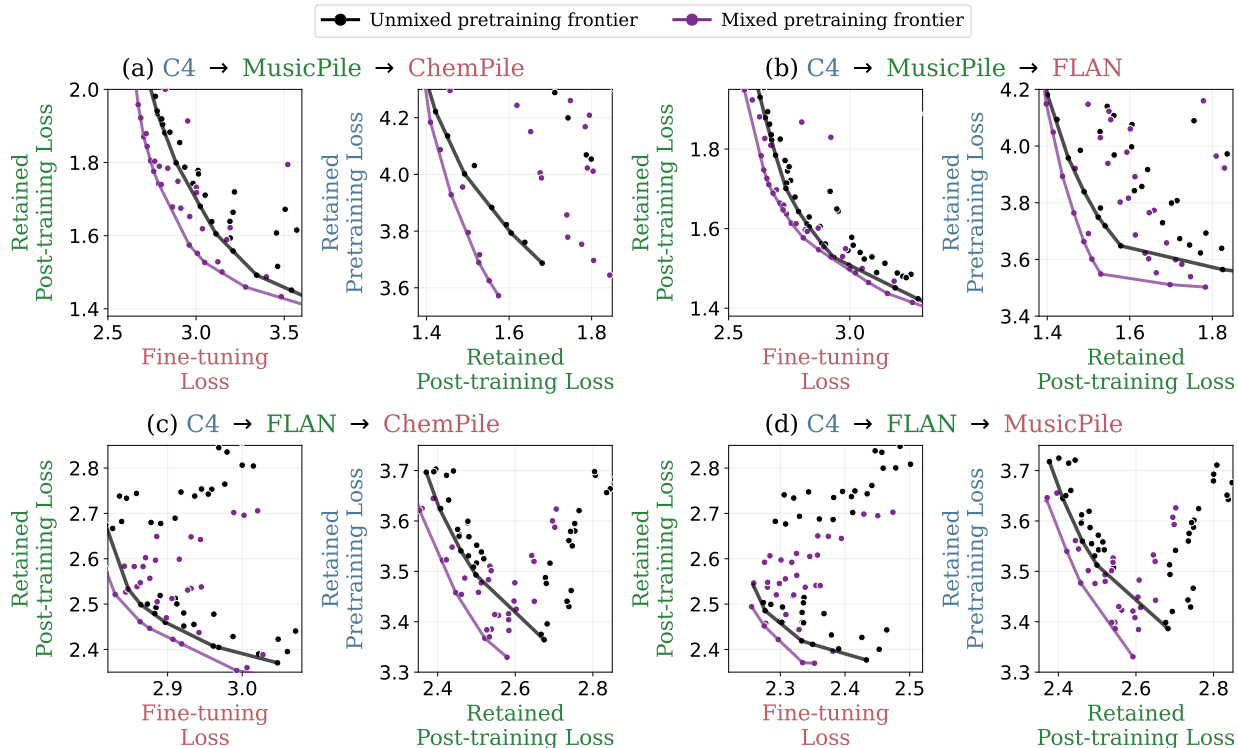 Unmixed pretraining frontier
Mixed pretraining frontier
(a) C4 → MusicPile → ChemPile
(b) C4 → MusicPile → FLAN
Retained
Post-training Loss
2.0
1.8
1.6
1.4
2.5
3.0
3.5
Fine-tuning
Loss
Retained
Pretraining Loss
4.2
4.0
3.8
3.6
1.4
1.6
1.8
Retained
Post-training Loss
Retained
Post-training Loss
1.8
1.6
1.4
2.5
3.0
Fine-tuning
Loss
Retained
Pretraining Loss
4.2
4.0
3.8
3.6
3.4
1.4
1.6
1.8
Retained
Post-training Loss
(c) C4 → FLAN → ChemPile
(d) C4 → FLAN → MusicPile
Retained
Post-training Loss
2.8
2.7
2.6
2.5
2.4
2.9
3.0
Fine-tuning
Loss
Retained
Pretraining Loss
3.7
3.6
3.5
3.4
3.3
2.4
2.6
2.8
Retained
Post-training Loss
Retained
Post-training Loss
2.8
2.7
2.6
2.5
2.4
2.3
2.4
2.5
Fine-tuning
Loss
Retained
Pretraining Loss
3.7
3.6
3.5
3.4
3.3
2.4
2.6
2.8
Retained
Post-training Loss